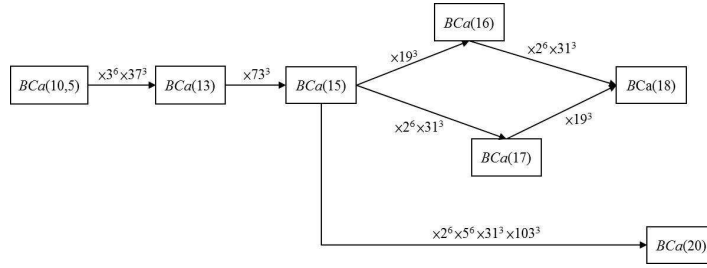 BCa(16)
×19³
×2⁶×31³
×3⁶×37³
×73³
BCa(10,5)
BCa(13)
BCa(15)
BCa(18)
×2⁶×31³
×19³
BCa(17)
×2⁶×5⁶×31³×103³
BCa(20)